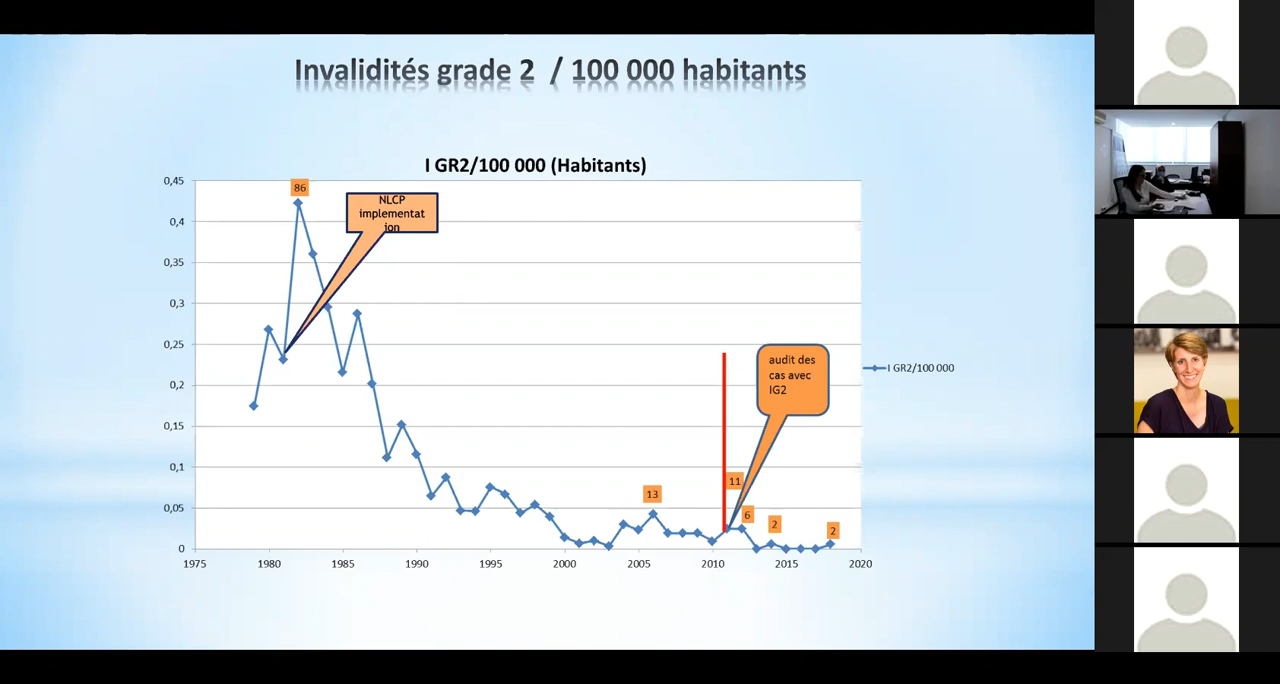 Invalidités grade 2 / 100 000 habitants
I GR2/100 000 (Habitants)
0,45
0,4
0,35
0,3
0,25
0,2
0,15
0,1
0,05
0
86
NLCP
implementat
ion
audit des
cas avec
IG2
13
11
6
2
2
I GR2/100 000
1975
1980
1985
1990
1995
2000
2005
2010
2015
2020